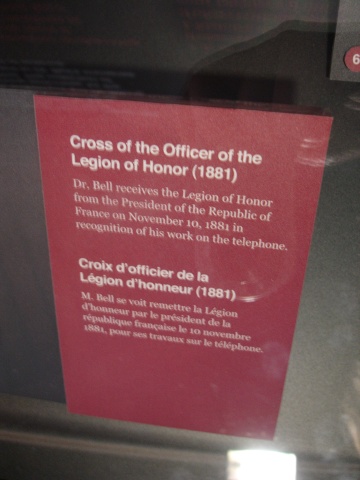 6
Cross of the Officer of the
Legion of Honor (1881)
Dr. Bell receives the Legion of Honor
from the President of the Republic of
France on November 10, 1881 in
recognition of his work on the telephone.
Croix d'officier de la
Légion d'honneur (1881)
M. Bell se voit remettre la Légion
d'honneur par le président de la
république française le 10 novembre
1881, pour ses travaux sur le téléphone.